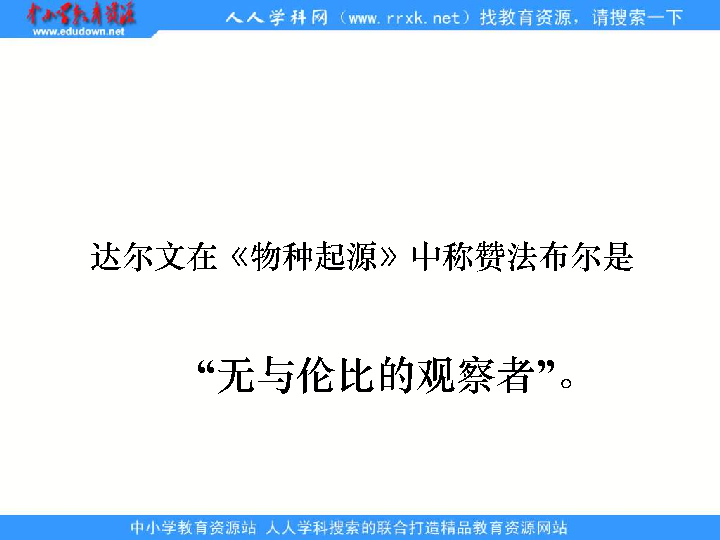 中小学教育资源
www.edudown.net
人人学科网（www.rrxk.net）找教育资源，请搜索一下
达尔文在《物种起源》中称赞法布尔是
“无与伦比的观察者”。
中小学教育资源站 人人学科搜索的联合打造精品教育资源网站